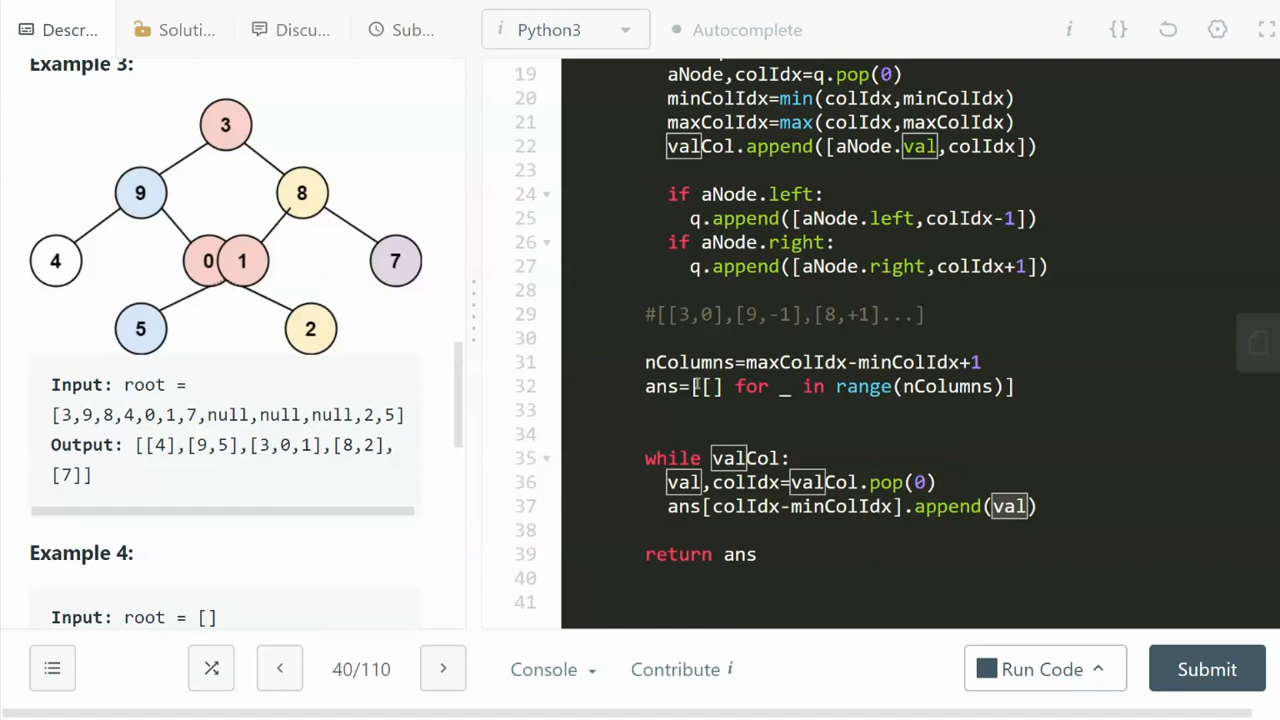 Descr...
Soluti...
Discu...
Sub...
i Python3
Autocomplete
i {}
Example 3:
3
9 8
4 0 1 7
5 2
Input: root =
[3,9,8,4,0,1,7,null,null,null,2,5]
Output: [[4],[9,5],[3,0,1],[8,2],
[7]]
Example 4:
Input: root = []
19 aNode,colIdx=q.pop(0)
20 minColIdx=min(colIdx,minColIdx)
21 maxColIdx=max(colIdx,maxColIdx)
22 valCol.append([aNode.val,colIdx])
23
24 if aNode.left:
25 q.append([aNode.left,colIdx-1])
26 if aNode.right:
27 q.append([aNode.right,colIdx+1])
28
29 #[[3,0],[9,-1],[8,+1]...]
30
31 nColumns=maxColIdx-minColIdx+1
32 ans=[[] for _ in range(nColumns)]
33
34
35 while valCol:
36 val,colIdx=valCol.pop(0)
37 ans[colIdx-minColIdx].append(val)
38
39 return ans
40
41
< 40/110 >
Console
Contribute i
Run Code
Submit